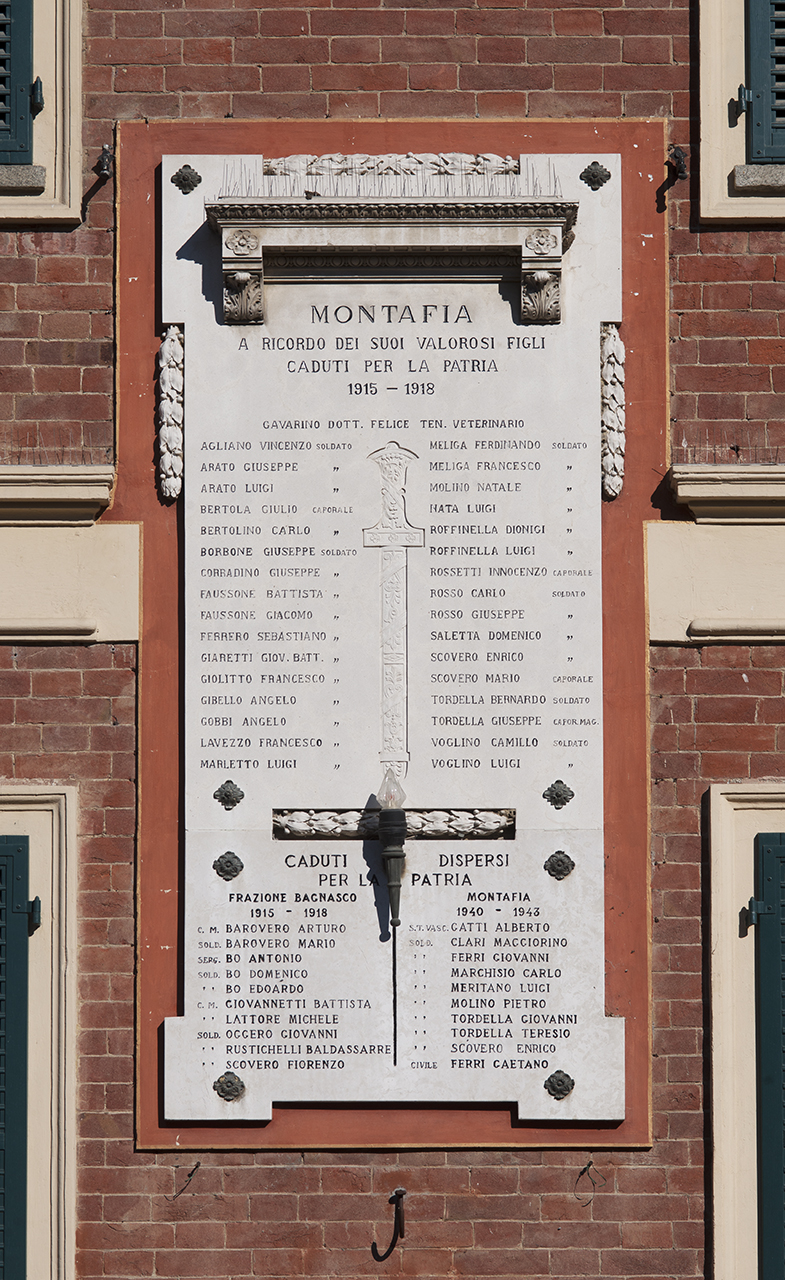 MONTAFIA
A RICORDO DEI SUOI VALOROSI FIGLI
CADUTI PER LA PATRIA
1915 – 1918
GAVARINO DOTT. FELICE TEN. VETERINARIO
AGLIANO VINCENZO SOLDATO
ARATO GIUSEPPE „
ARATO LUIGI „
BERTOLA GIULIO CAPORALE
BERTOLINO CARLO „
BORBONE GIUSEPPE SOLDATO
CORRADINO GIUSEPPE „
FAUSSONE BATTISTA „
FAUSSONE GIACOMO „
FERRERO SEBASTIANO „
GIARETTI GIOV. BATT. „
GIOLITTO FRANCESCO „
GIBELLO ANGELO „
GOBBI ANGELO „
LAVEZZO FRANCESCO „
MARLETTO LUIGI „
MELIGA FERDINANDO SOLDATO
MELIGA FRANCESCO „
MOLINO NATALE „
NATA LUIGI „
ROFFINELLA DIONIGI „
ROFFINELLA LUIGI „
ROSSETTI INNOCENZO CAPORALE
ROSSO CARLO SOLDATO
ROSSO GIUSEPPE „
SALETTA DOMENICO „
SCOVERO ENRICO „
SCOVERO MARIO CAPORALE
TORDELLA BERNARDO SOLDATO
TORDELLA GIUSEPPE CAPOR. MAG.
VOGLINO CAMILLO SOLDATO
VOGLINO LUIGI „
CADUTI DISPERSI
PER LA PATRIA
FRAZIONE BAGNASCO
1915 – 1918
C. M. BAROVERO ARTURO
SOLD. BAROVERO MARIO
SERG. BO ANTONIO
SOLD. BO DOMENICO
'' BO EDOARDO
C. M. GIOVANNETTI BATTISTA
'' LATTORE MICHELE
SOLD. OGGERO GIOVANNI
'' RUSTICHELLI BALDASSARRE
'' SCOVERO FIORENZO
MONTAFIA
1940 – 1943
S.T. VASC. GATTI ALBERTO
SOLD. CLARI MAGGIORINO
'' FERRI GIOVANNI
'' MARCHISIO CARLO
'' MERITANO LUIGI
'' MOLINO PIETRO
'' TORDELLA GIOVANNI
'' TORDELLA TERESIO
'' SCOVERO ENRICO
CIVILE FERRI GAETANO